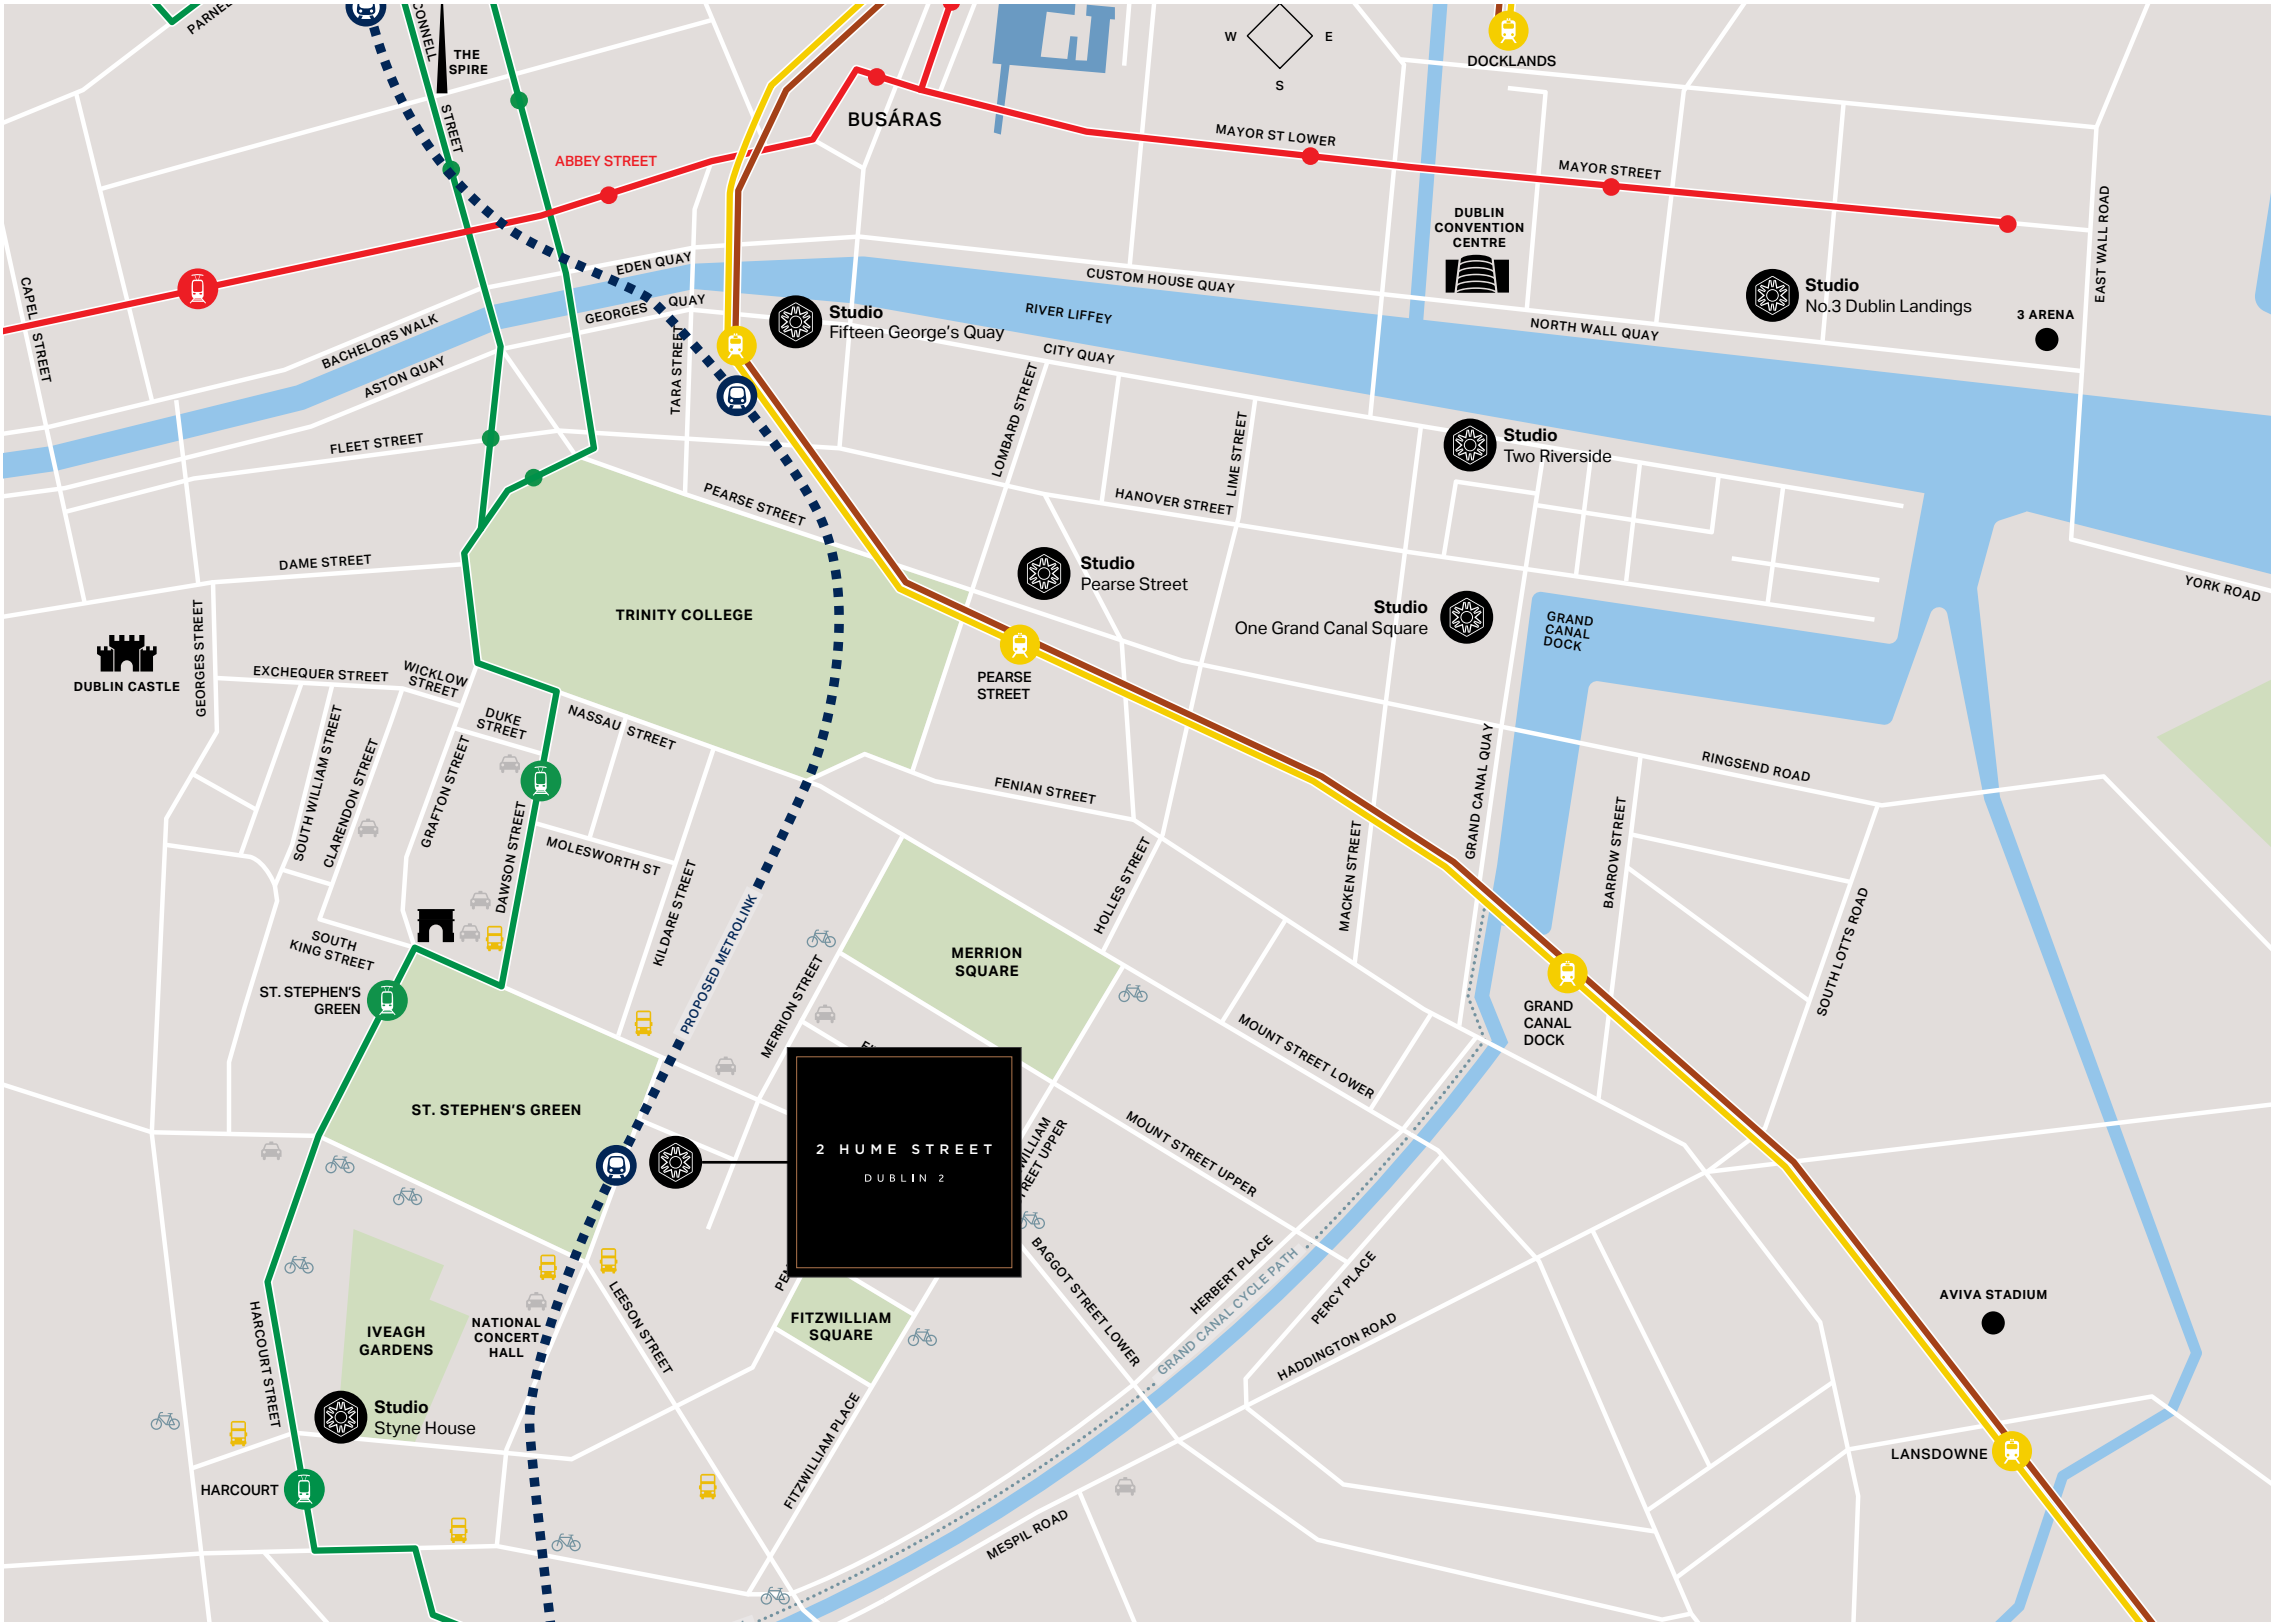 PARNEL
CONNELL
STREET
THE
SPIRE
W
E
S
DOCKLANDS
BUSÁRAS
ABBEY STREET
MAYOR ST LOWER
MAYOR STREET
DUBLIN
CONVENTION
CENTRE
EAST WALL ROAD
CAPEL STREET
EDEN QUAY
GEORGES QUAY
CUSTOM HOUSE QUAY
RIVER LIFFEY
Studio
No.3 Dublin Landings
3 ARENA
Studio
Fifteen George's Quay
NORTH WALL QUAY
BACHELORS WALK
ASTON QUAY
TARA STREET
CITY QUAY
FLEET STREET
LOMBARD STREET
LIME STREET
Studio
Two Riverside
PEARSE STREET
HANOVER STREET
DAME STREET
Studio
Pearse Street
YORK ROAD
TRINITY COLLEGE
Studio
One Grand Canal Square
GRAND
CANAL
DOCK
DUBLIN CASTLE
GEORGES STREET
EXCHEQUER STREET
WICKLOW
STREET
PEARSE
STREET
DUKE
STREET
NASSAU STREET
SOUTH WILLIAM STREET
CLARENDON STREET
GRAFTON STREET
DAWSON STREET
MOLESWORTH ST
KILDARE STREET
FENIAN STREET
GRAND CANAL QUAY
RINGSEND ROAD
BARROW STREET
MACKEN STREET
HOLLES STREET
SOUTH LOTTS ROAD
SOUTH
KING STREET
ST. STEPHEN'S
GREEN
PROPOSED METROLINK
MERRION STREET
MERRION
SQUARE
GRAND
CANAL
DOCK
MOUNT STREET LOWER
ST. STEPHEN'S GREEN
2 HUME STREET
DUBLIN 2
WILLIAM
TREET UPPER
MOUNT STREET UPPER
HERBERT PLACE
GRAND CANAL CYCLE PATH
PERCY PLACE
BAGGOT STREET LOWER
HADDINGTON ROAD
AVIVA STADIUM
PEM
LEESON STREET
FITZWILLIAM
SQUARE
HARCOURT STREET
IVEAGH
GARDENS
NATIONAL
CONCERT
HALL
Studio
Styne House
FITZWILLIAM PLACE
LANSDOWNE
HARCOURT
MESPIL ROAD